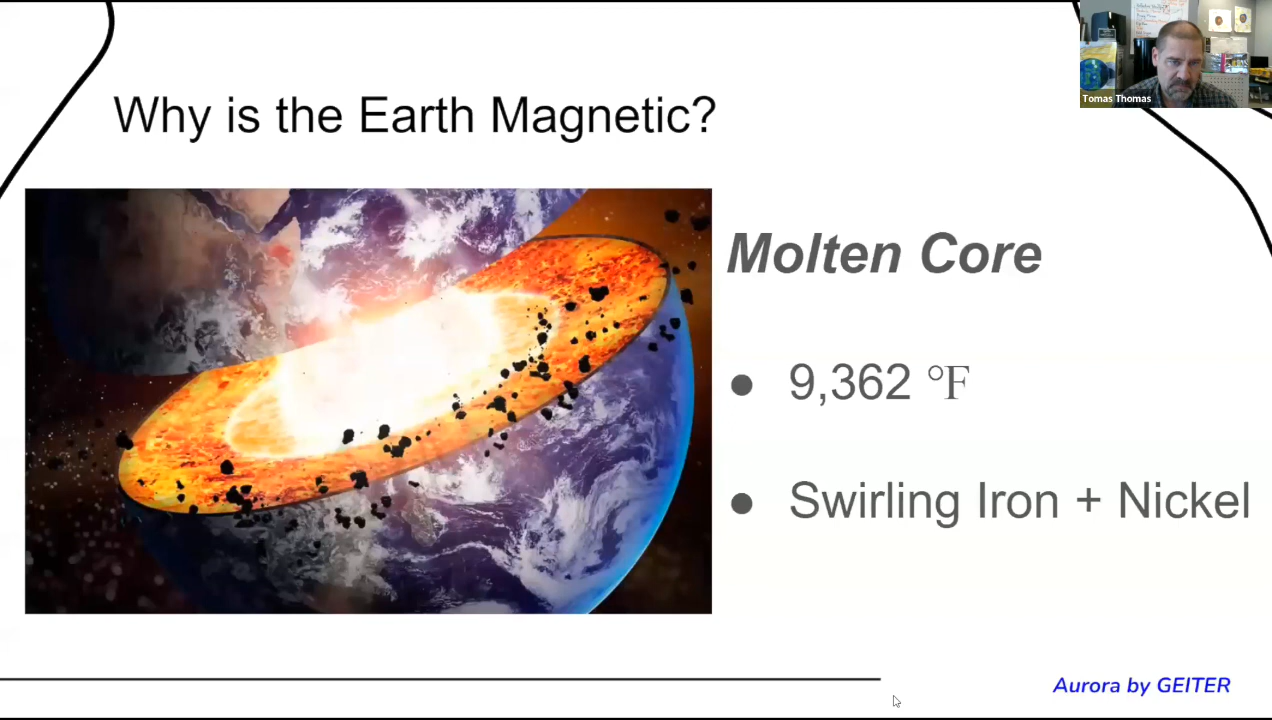 Why is the Earth Magnetic?
Tomas Thomas
Molten Core
● 9,362 °F
● Swirling Iron + Nickel
Aurora by GEITER